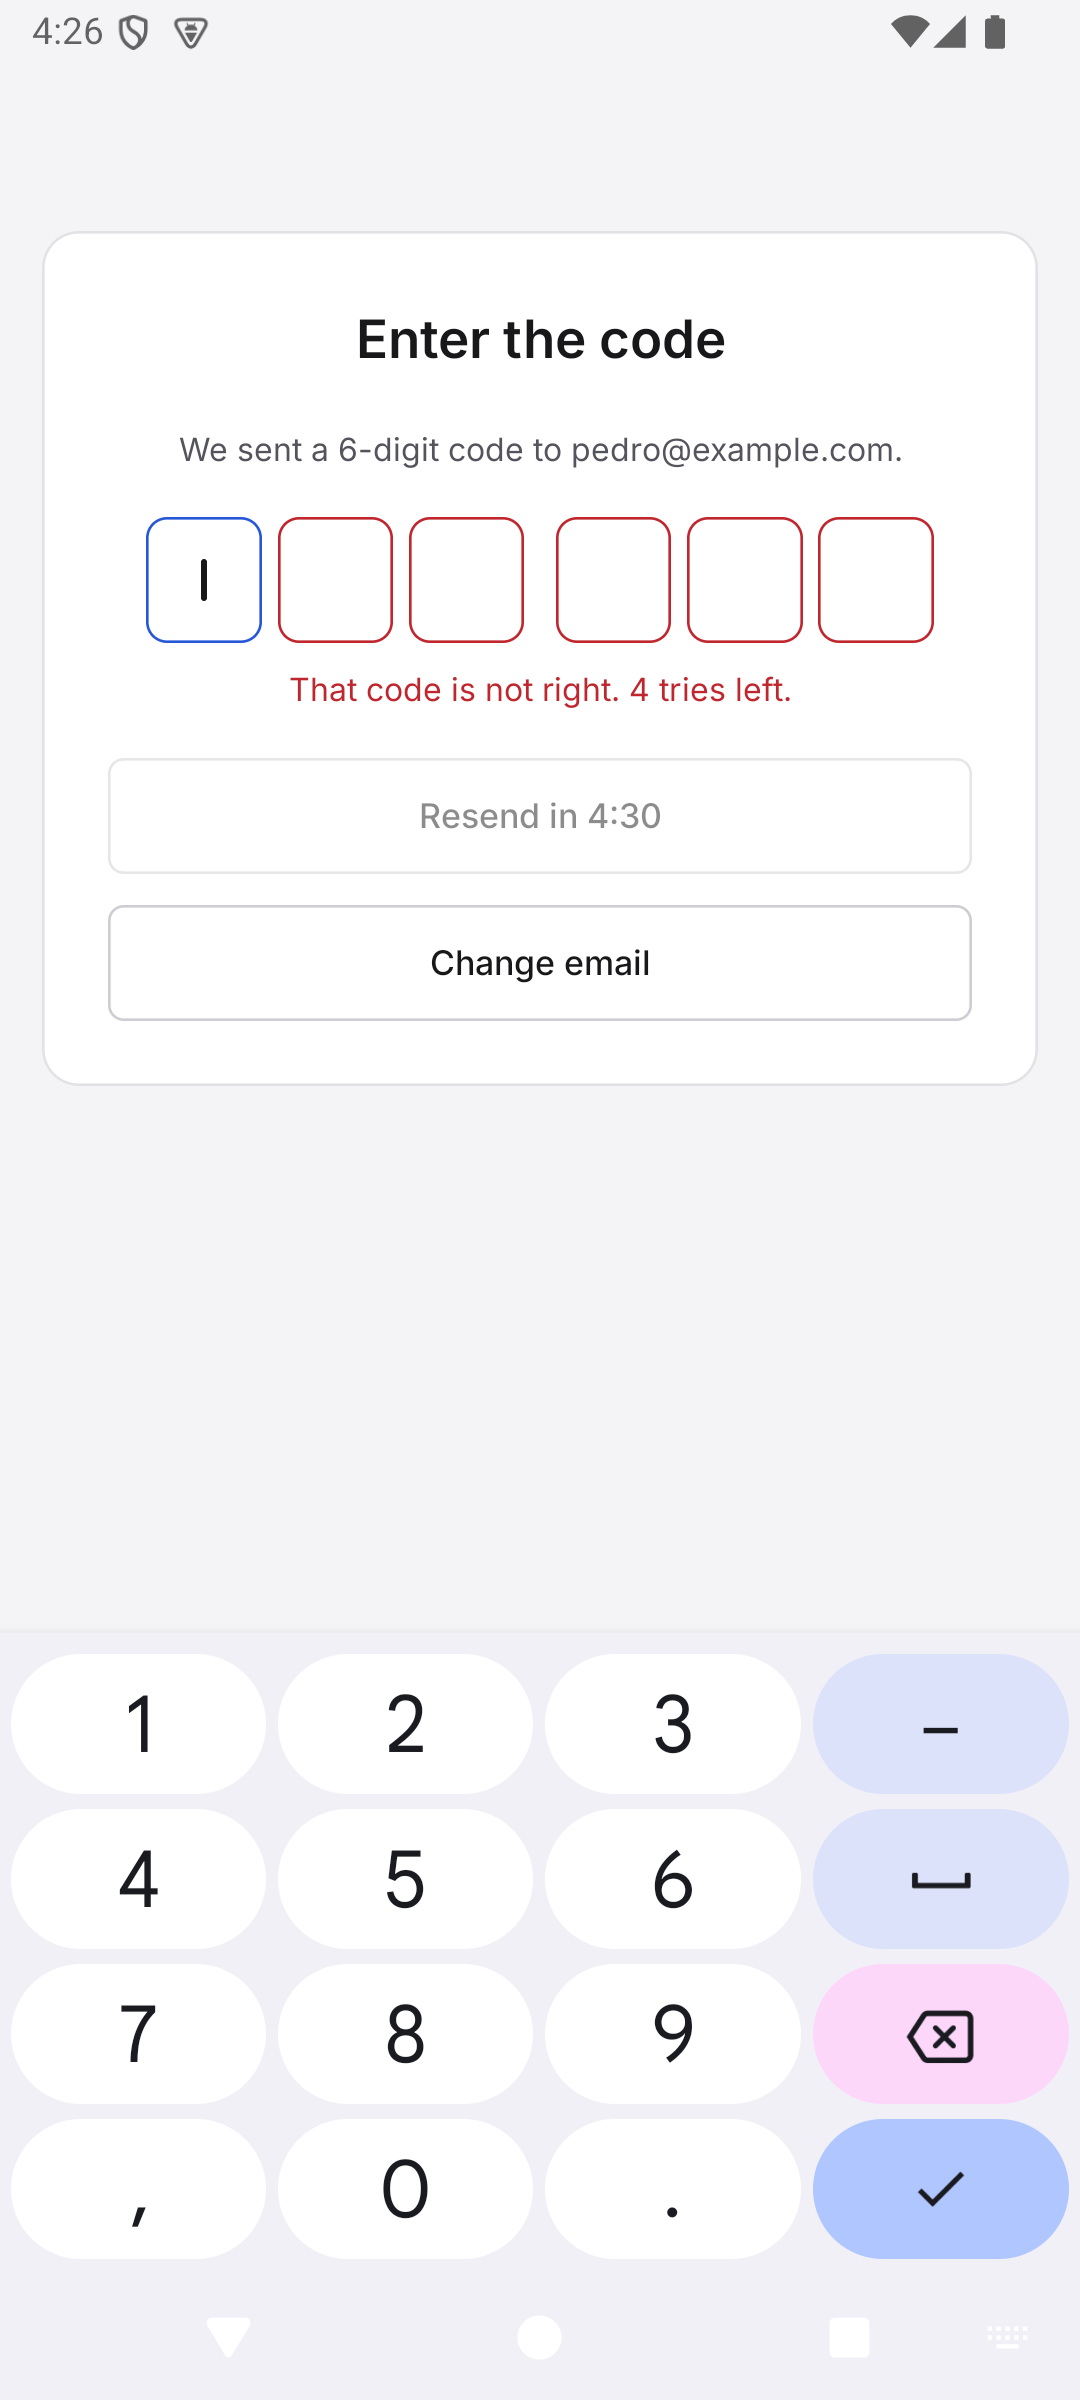 4:26
Enter the code
We sent a 6-digit code to pedro@example.com.
That code is not right. 4 tries left.
Resend in 4:30
Change email
1 2 3 –
4 5 6
7 8 9
, 0 .